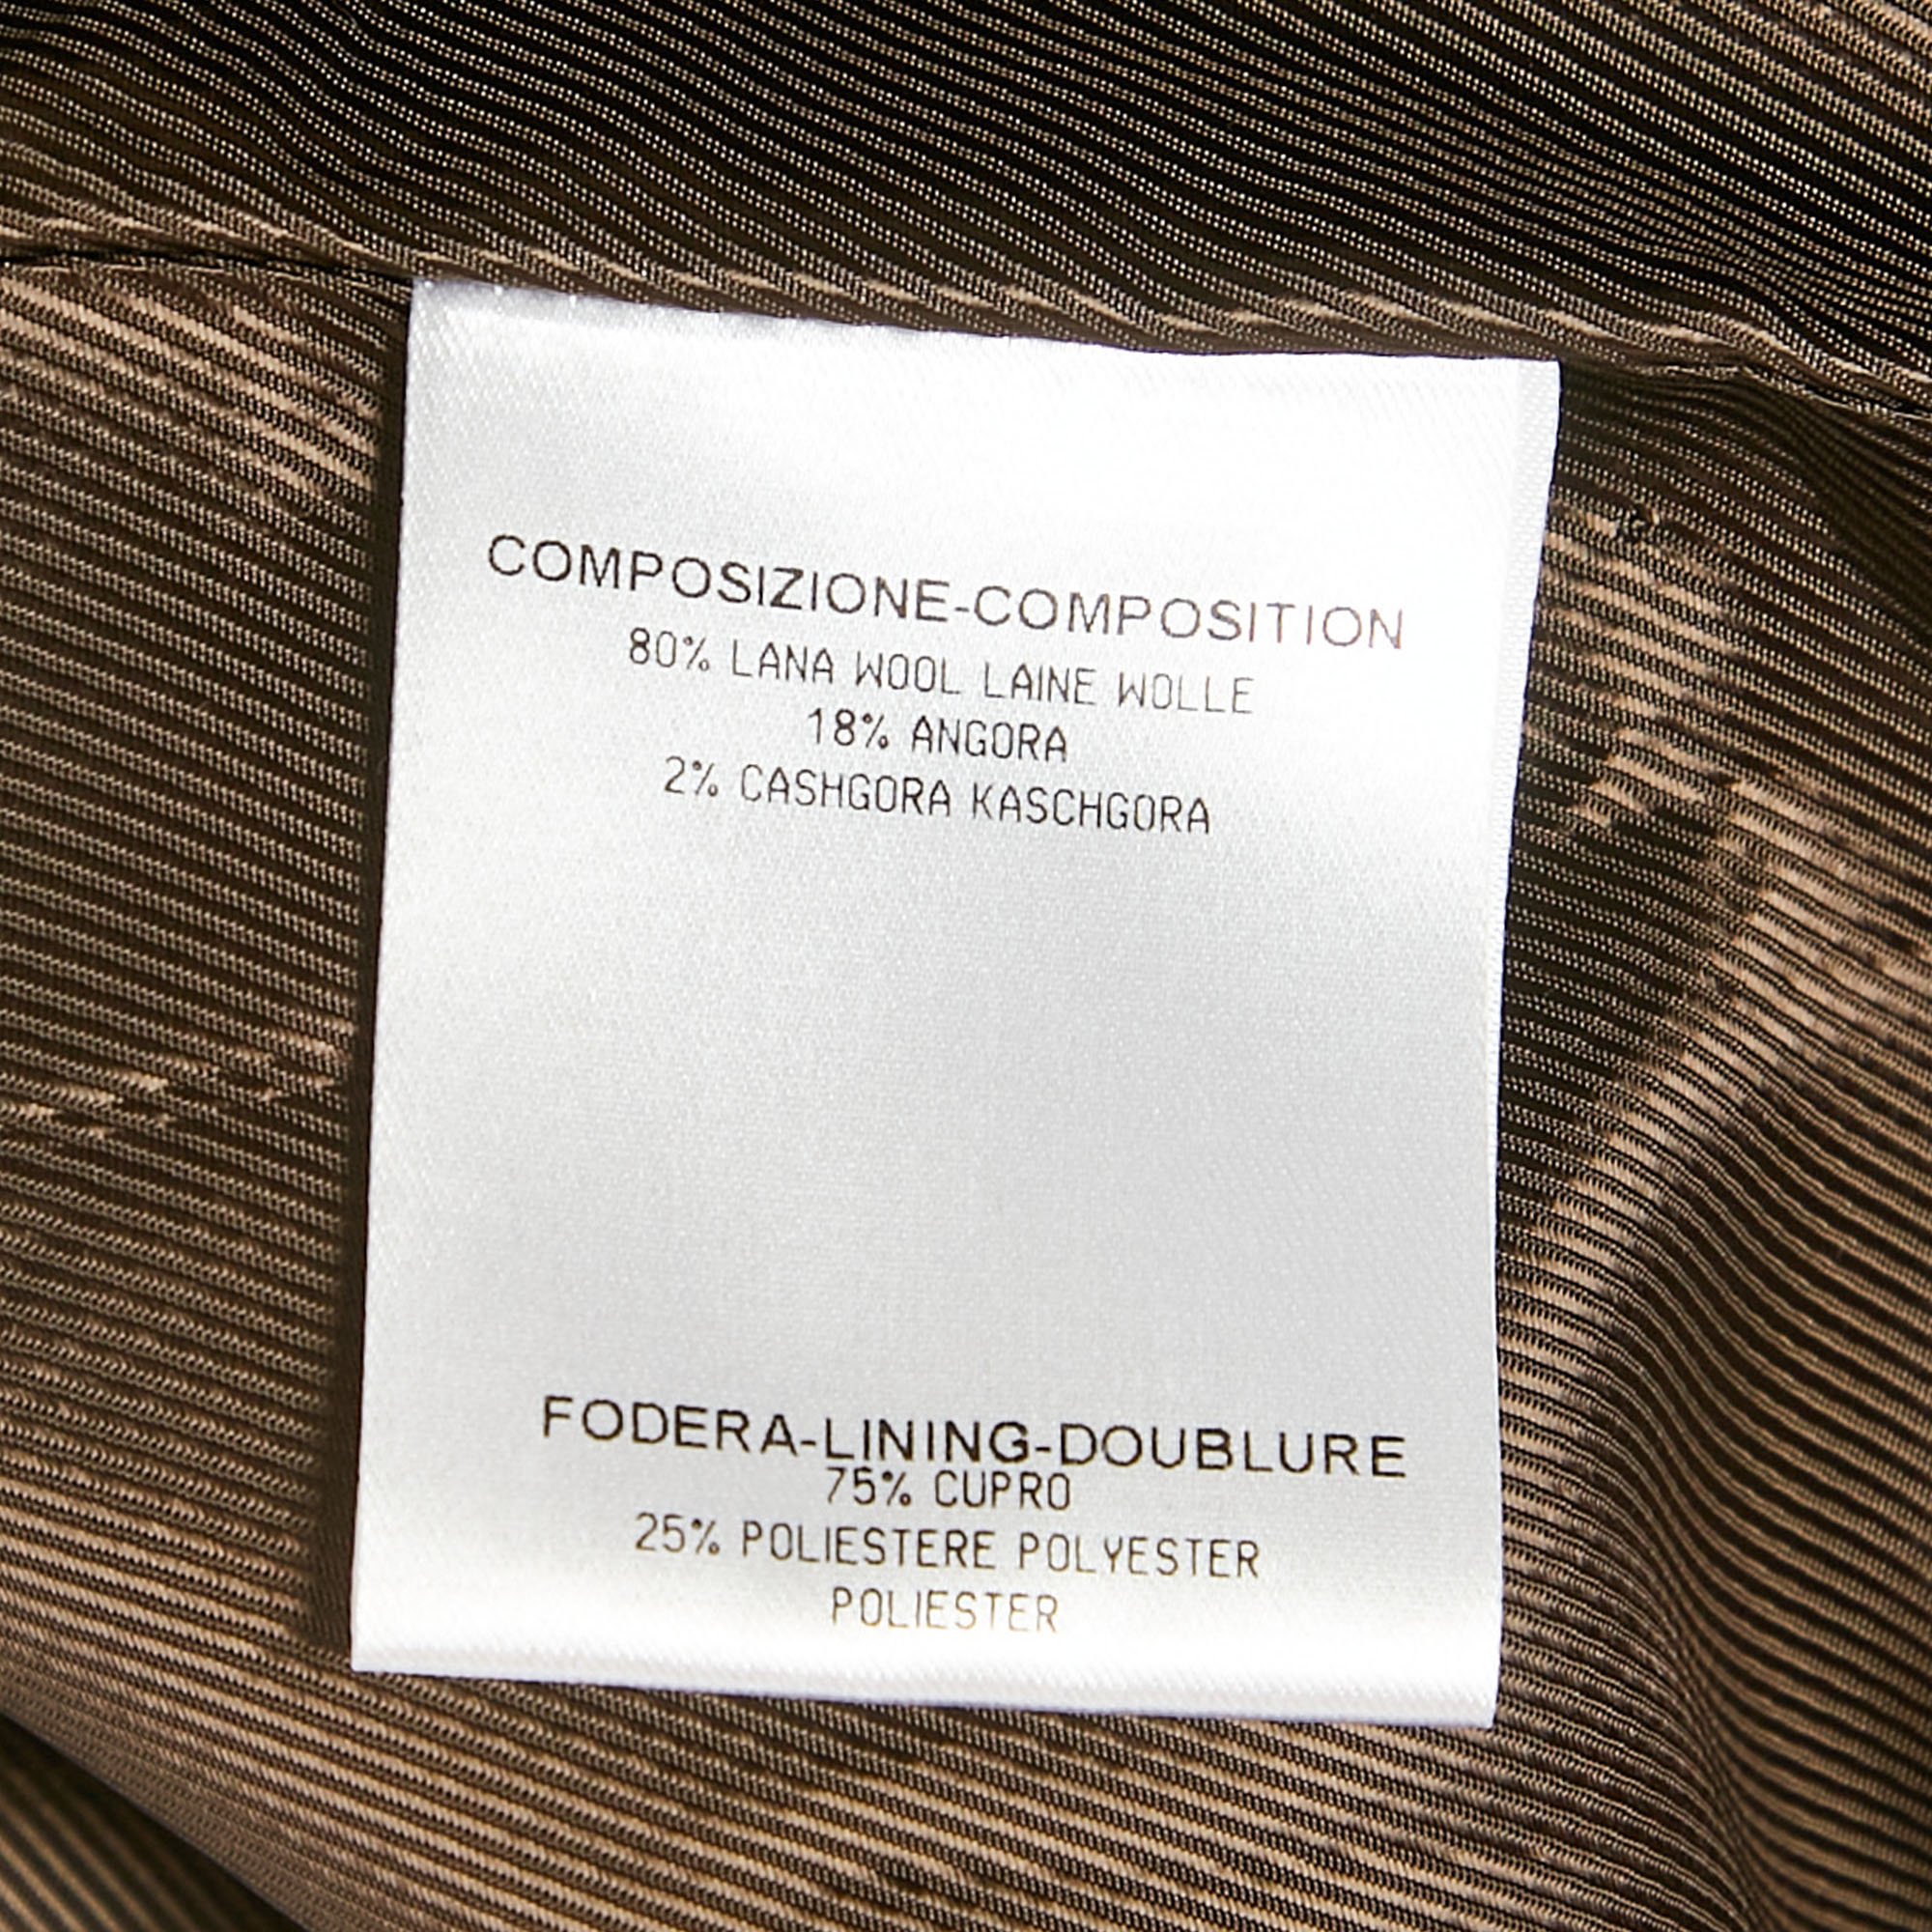 COMPOSIZIONE-COMPOSITION
80% LANA WOOL LAINE WOLLE
18% ANGORA
2% CASHGORA KASCHGORA
FODERA-LINING-DOUBLURE
75% CUPRO
25% POLIESTERE POLYESTER
POLIESTER